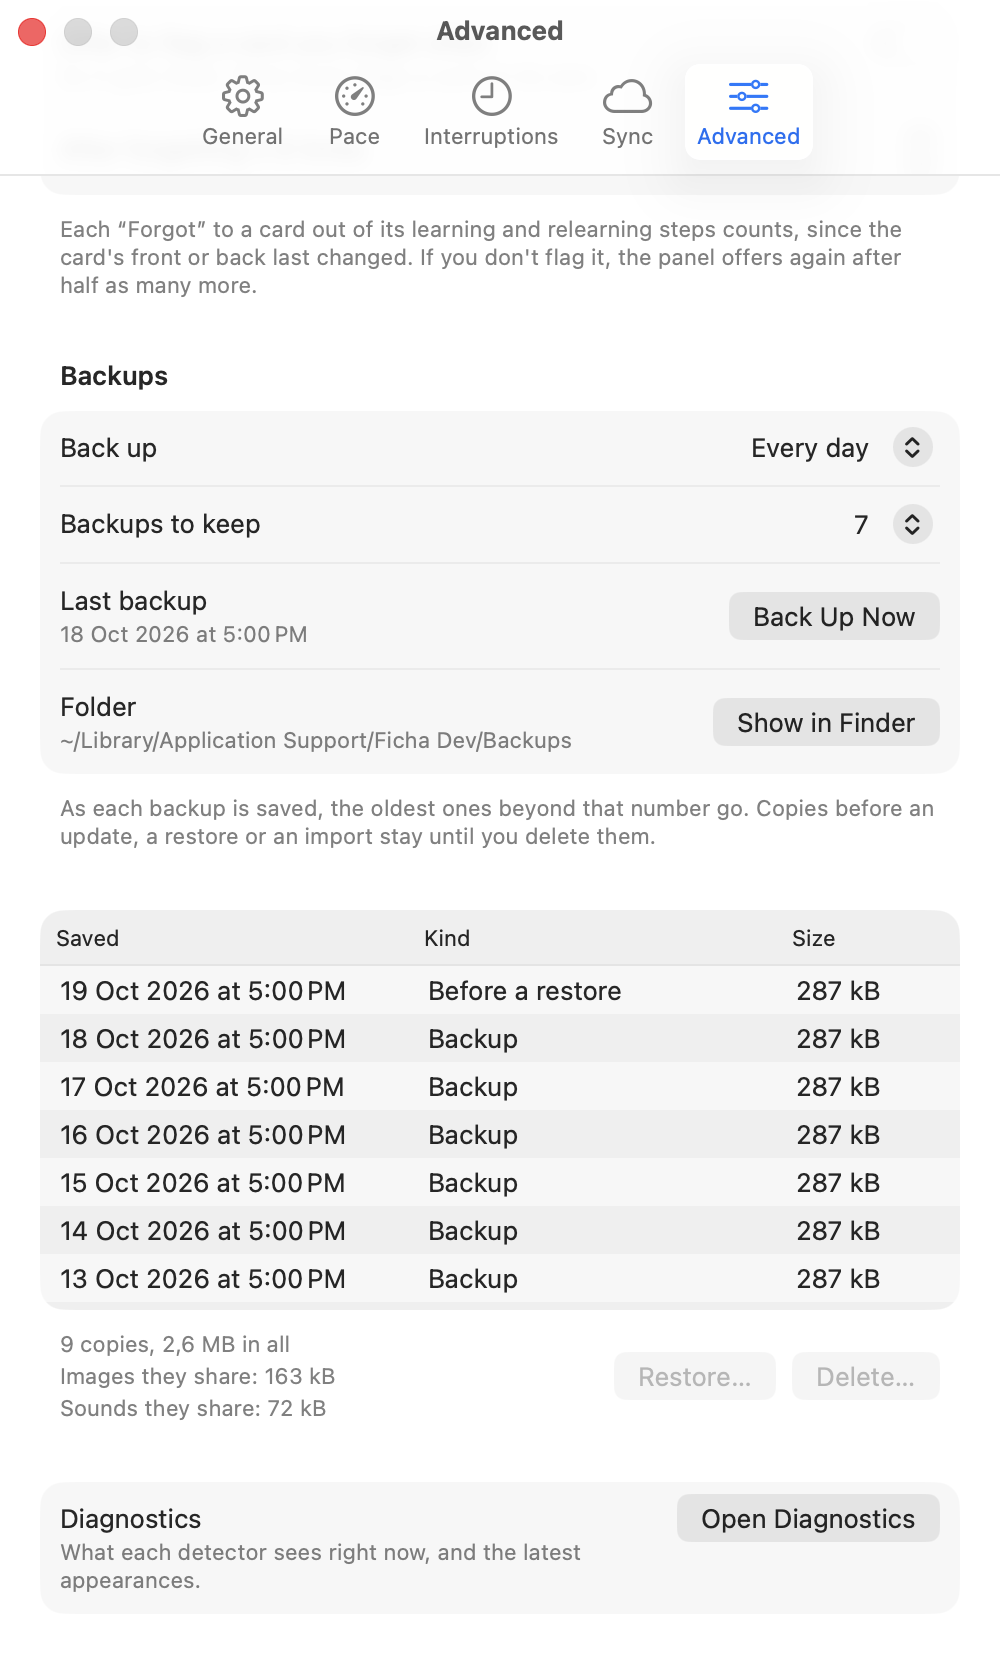 Advanced
General
Pace
Interruptions
Sync
Advanced
Each “Forgot” to a card out of its learning and relearning steps counts, since the
card's front or back last changed. If you don't flag it, the panel offers again after
half as many more.
Backups
Back up
Every day
Backups to keep
7
Last backup
18 Oct 2026 at 5:00 PM
Back Up Now
Folder
~/Library/Application Support/Ficha Dev/Backups
Show in Finder
As each backup is saved, the oldest ones beyond that number go. Copies before an
update, a restore or an import stay until you delete them.
Saved Kind Size
19 Oct 2026 at 5:00 PM Before a restore 287 kB
18 Oct 2026 at 5:00 PM Backup 287 kB
17 Oct 2026 at 5:00 PM Backup 287 kB
16 Oct 2026 at 5:00 PM Backup 287 kB
15 Oct 2026 at 5:00 PM Backup 287 kB
14 Oct 2026 at 5:00 PM Backup 287 kB
13 Oct 2026 at 5:00 PM Backup 287 kB
9 copies, 2,6 MB in all
Images they share: 163 kB
Sounds they share: 72 kB
Restore...
Delete...
Diagnostics
What each detector sees right now, and the latest
appearances.
Open Diagnostics